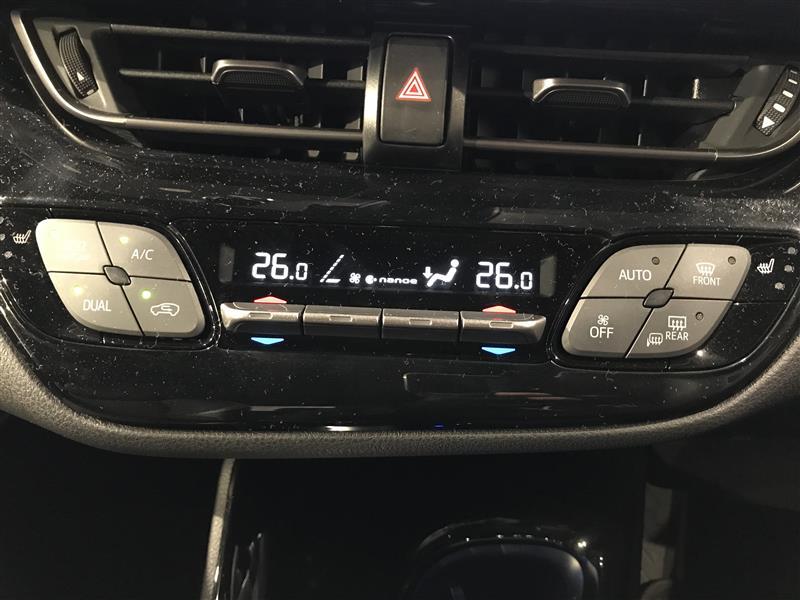 A/C
DUAL
26.0 nanoe 26.0
AUTO
FRONT
OFF
REAR